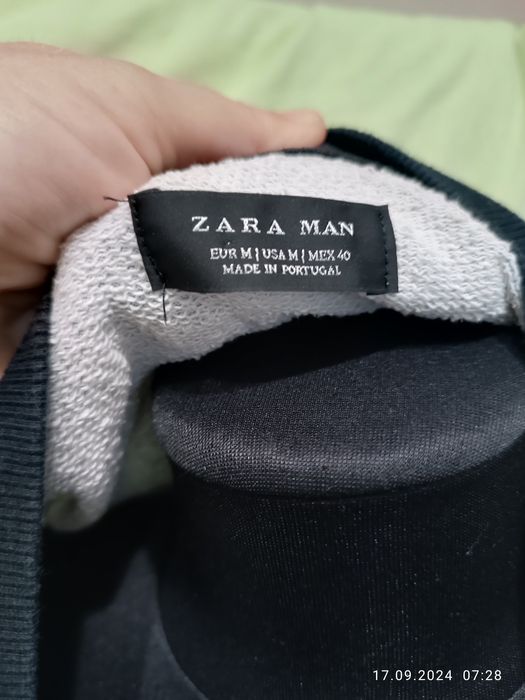 ZARA MAN
EUR M | USA M | MEX 40
MADE IN PORTUGAL
17.09.2024 07:28